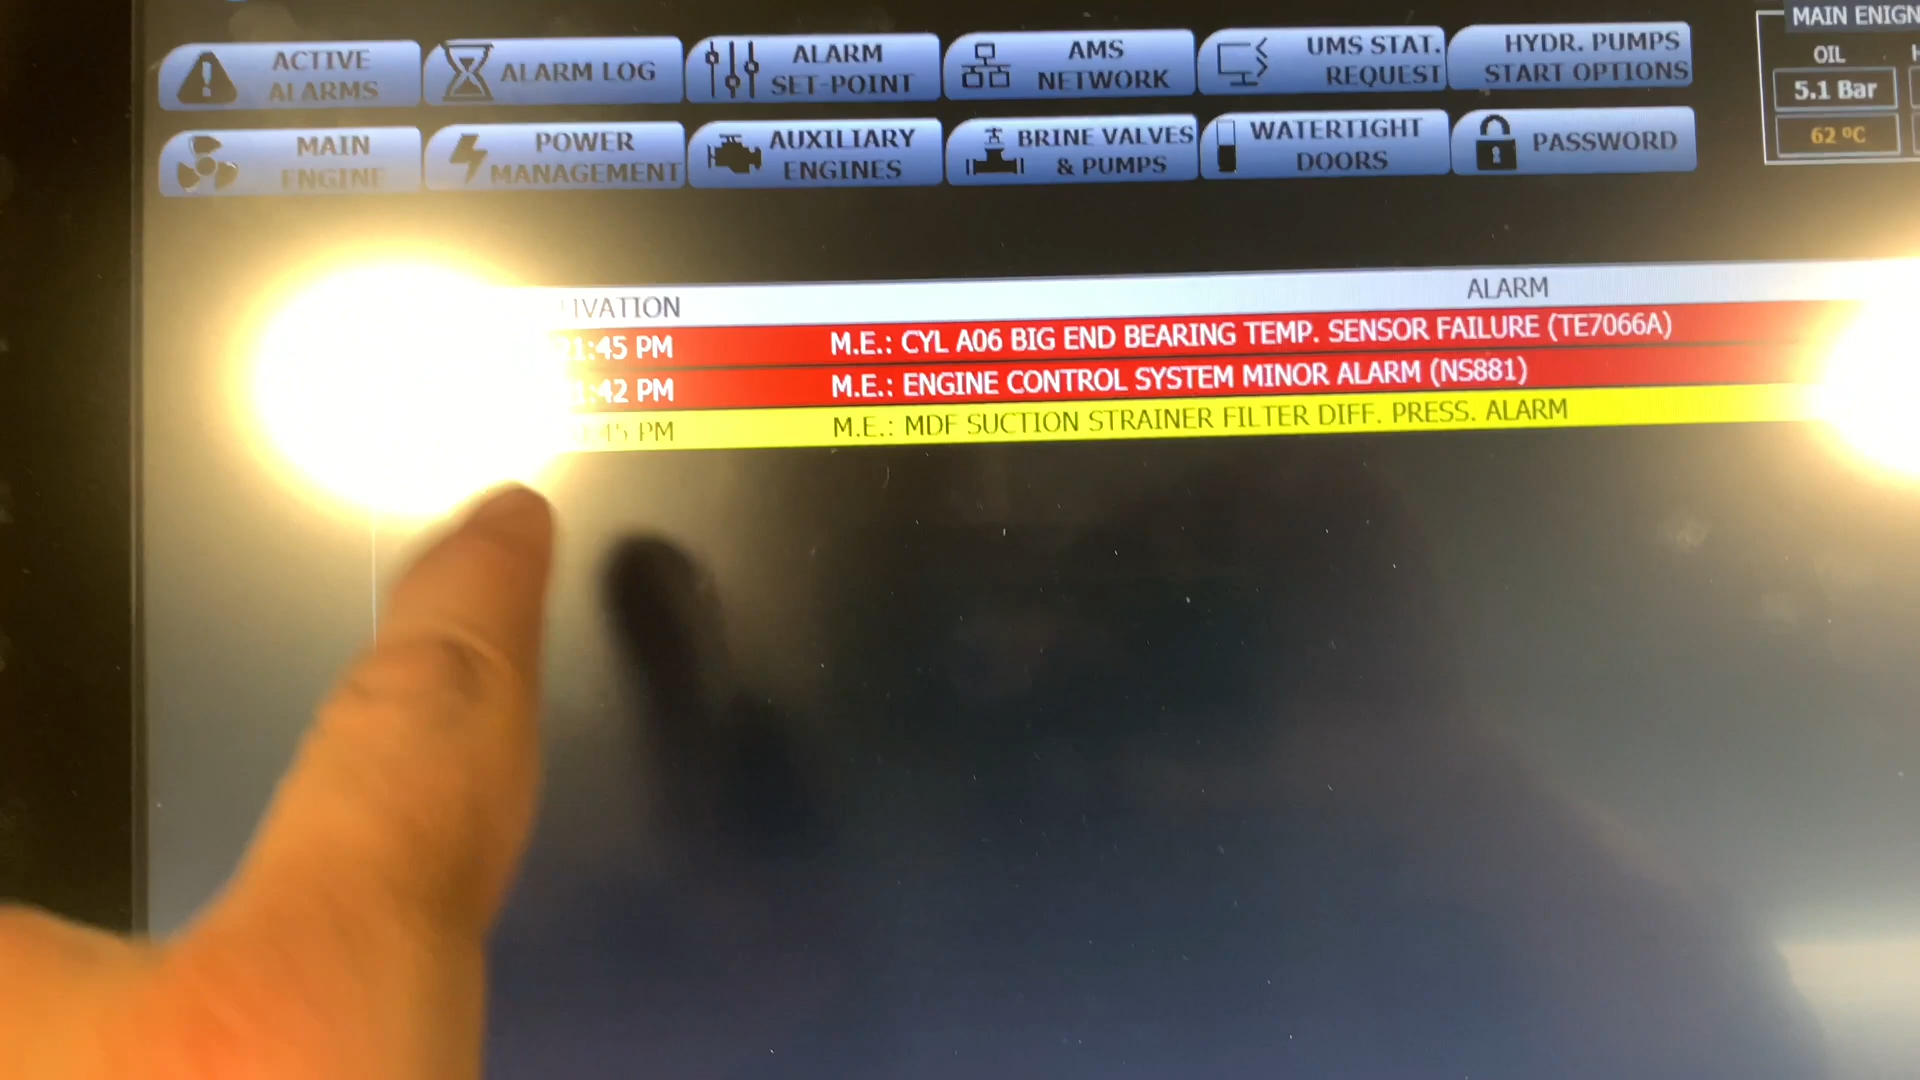 ACTIVE
ALARMS
ALARM LOG
ALARM
SET-POINT
AMS
NETWORK
UMS STAT.
REQUEST
HYDR. PUMPS
START OPTIONS
MAIN ENIGN
OIL
5.1 Bar
62 ºC
MAIN
ENGINE
POWER
MANAGEMENT
AUXILIARY
ENGINES
BRINE VALVES
& PUMPS
WATERTIGHT
DOORS
PASSWORD
IVATION ALARM
1:45 PM M.E.: CYL A06 BIG END BEARING TEMP. SENSOR FAILURE (TE7066A)
:42 PM M.E.: ENGINE CONTROL SYSTEM MINOR ALARM (NS881)
PM M.E.: MDF SUCTION STRAINER FILTER DIFF. PRESS. ALARM